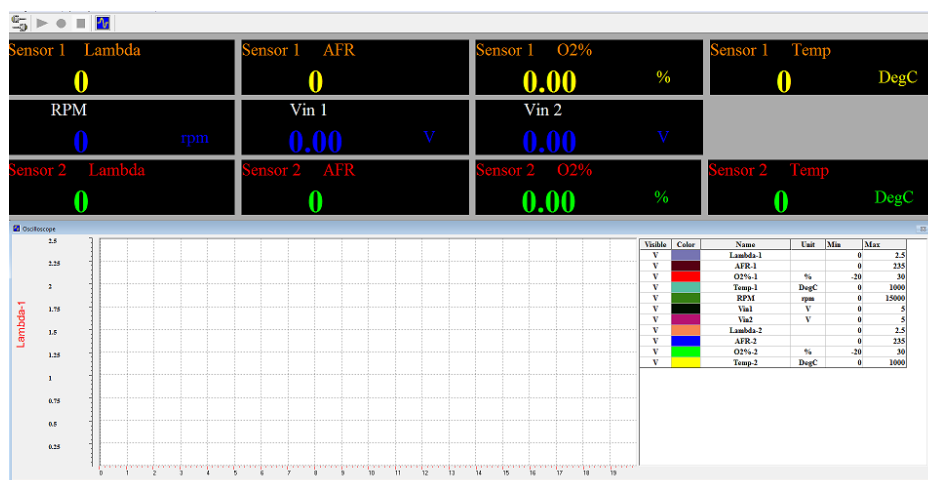 Sensor 1 Lambda Sensor 1 AFR Sensor 1 O2% Sensor 1 Temp
0 0 0.00 % 0 DegC
RPM Vin 1 Vin 2
0 rpm 0.00 V 0.00 V
Sensor 2 Lambda Sensor 2 AFR Sensor 2 O2% Sensor 2 Temp
0 0 0.00 % 0 DegC
Oscilloscope
Lambda-1
2.5
2.25
2
1.75
1.5
1.25
1
0.75
0.5
0.25
0 1 2 3 4 5 6 7 8 9 10 11 12 13 14 15 16 17 18 19
Visible Color Name Unit Min Max
V Lambda-1 0 2.5
V AFR-1 0 235
V O2%-1 % -20 30
V Temp-1 DegC 0 1000
V RPM rpm 0 15000
V Vin1 V 0 5
V Vin2 V 0 5
V Lambda-2 0 2.5
V AFR-2 0 235
V O2%-2 % -20 30
V Temp-2 DegC 0 1000